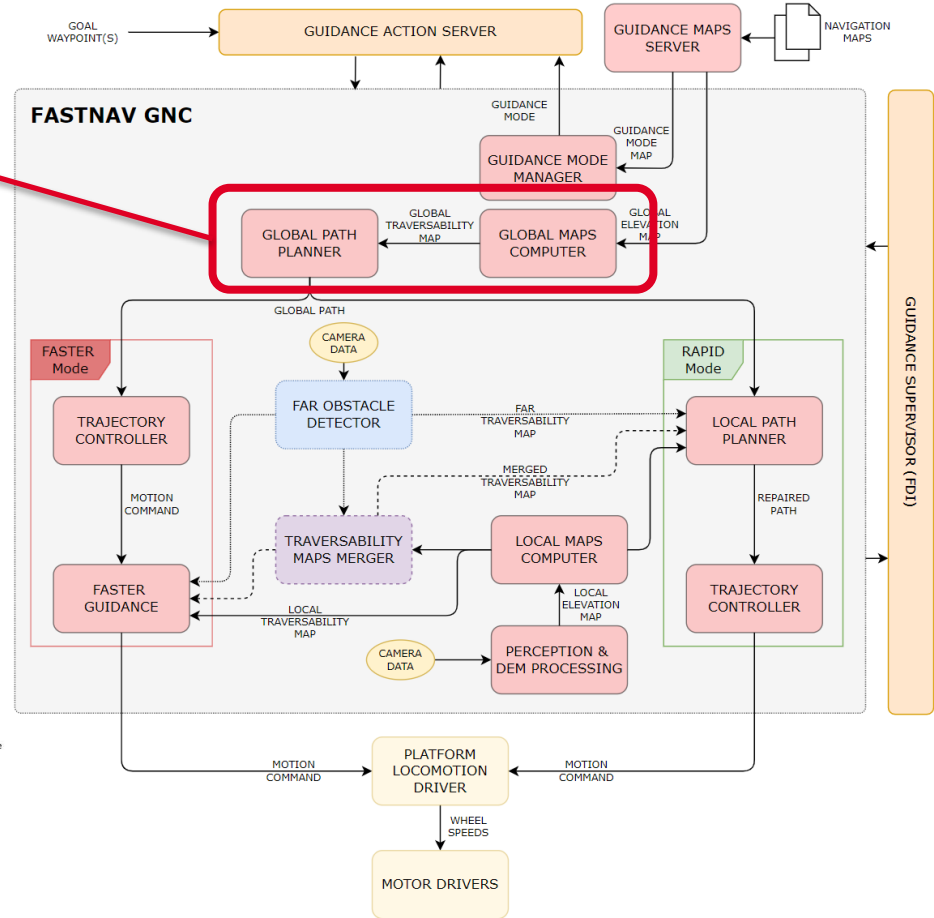 GOAL
WAYPOINT(S)
GUIDANCE ACTION SERVER
GUIDANCE MAPS
SERVER
NAVIGATION
MAPS
FASTNAV GNC
GUIDANCE
MODE
GUIDANCE
MODE
MAP
GUIDANCE MODE
MANAGER
GLOBAL PATH
PLANNER
GLOBAL
TRAVERSABILITY
MAP
GLOBAL MAPS
COMPUTER
GLOBAL
ELEVATION
MAP
GUIDANCE SUPERVISOR (FDI)
GLOBAL PATH
CAMERA
DATA
FASTER
Mode
RAPID
Mode
TRAJECTORY
CONTROLLER
FAR OBSTACLE
DETECTOR
FAR
TRAVERSABILITY
MAP
LOCAL PATH
PLANNER
MERGED
TRAVERSABILITY
MAP
MOTION
COMMAND
REPAIRED
PATH
TRAVERSABILITY
MAPS MERGER
LOCAL MAPS
COMPUTER
FASTER
GUIDANCE
LOCAL
TRAVERSABILITY
MAP
LOCAL
ELEVATION
MAP
TRAJECTORY
CONTROLLER
CAMERA
DATA
PERCEPTION &
DEM PROCESSING
MOTION
COMMAND
PLATFORM
LOCOMOTION
DRIVER
MOTION
COMMAND
WHEEL
SPEEDS
MOTOR DRIVERS